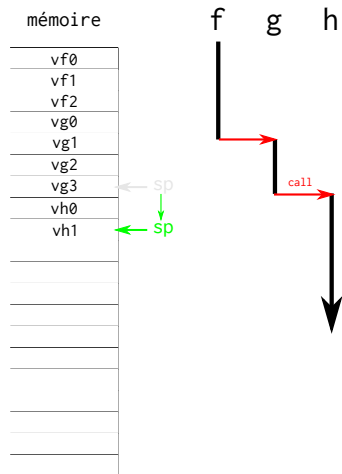 mémoire
f g h
vf0
vf1
vf2
vg0
vg1
vg2
vg3
sp
call
vh0
vh1
sp